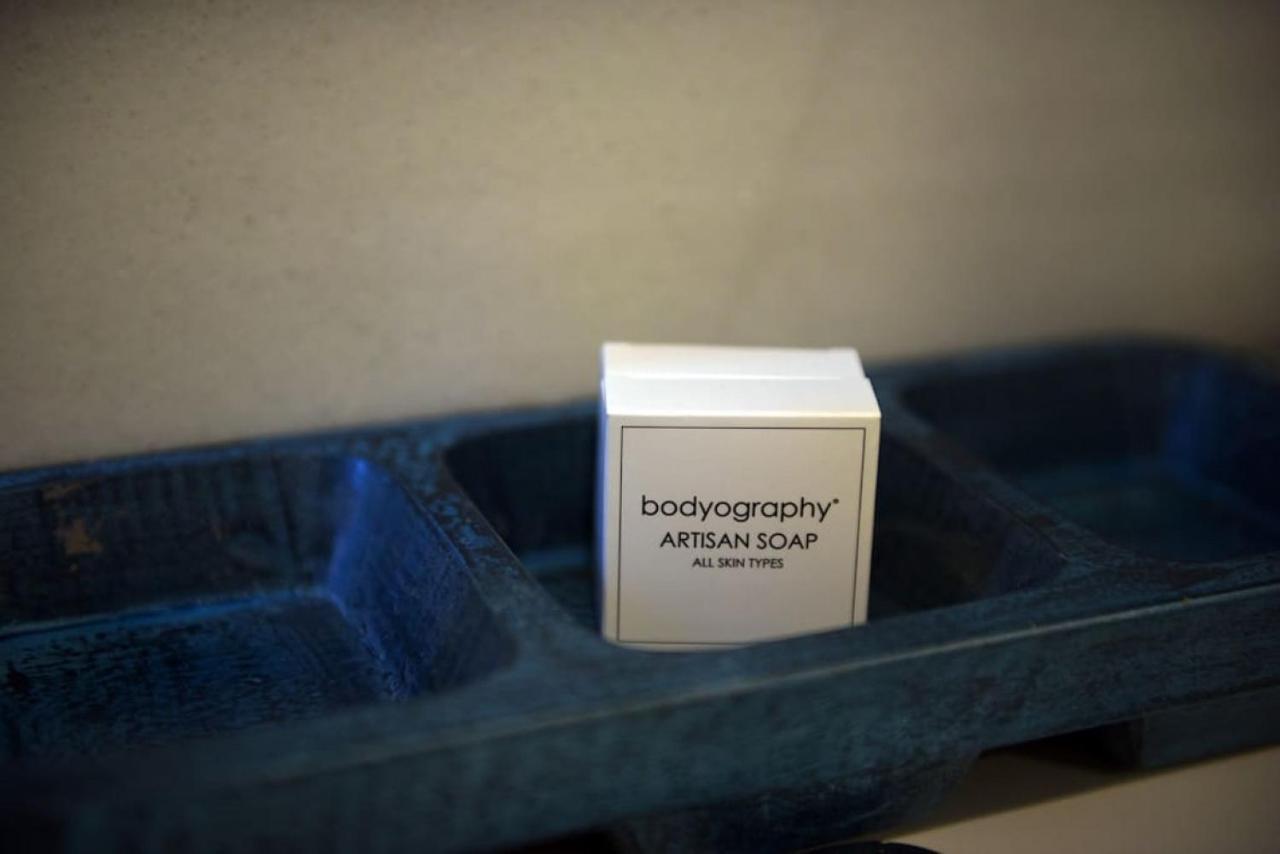 bodyography®
ARTISAN SOAP
ALL SKIN TYPES